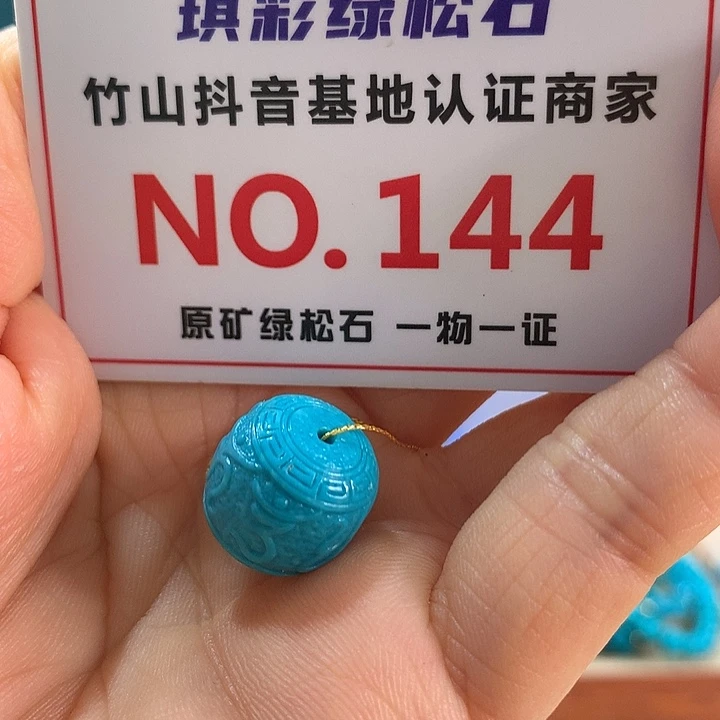 琪彩绿松石
竹山抖音基地认证商家
NO.144
原矿绿松石 一物一证